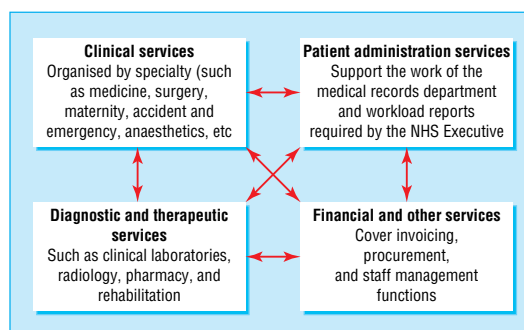 Clinical services
Organised by specialty (such
as medicine, surgery,
maternity, accident and
emergency, anaesthetics, etc
Patient administration services
Support the work of the
medical records department
and workload reports
required by the NHS Executive
Diagnostic and therapeutic
services
Such as clinical laboratories,
radiology, pharmacy, and
rehabilitation
Financial and other services
Cover invoicing,
procurement,
and staff management
functions